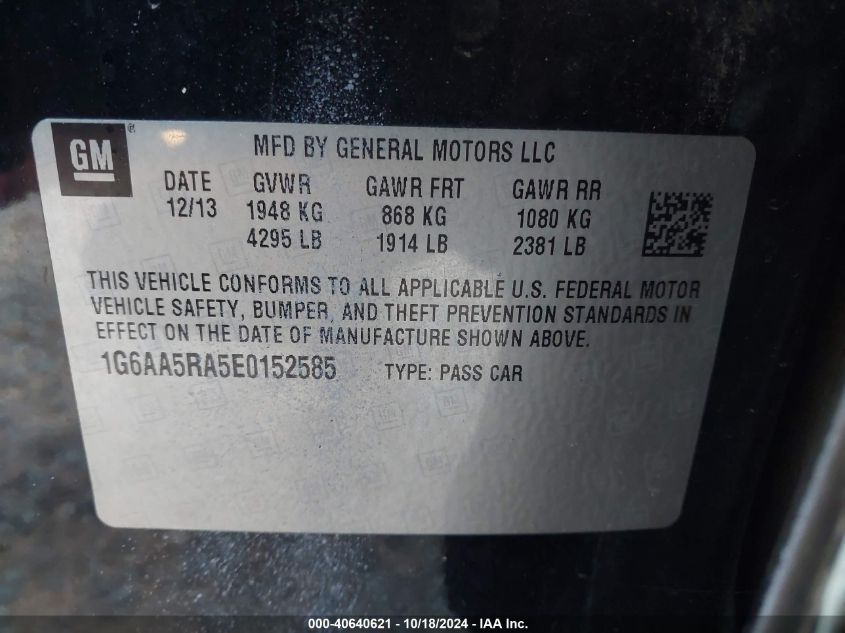 GM ®
MFD BY GENERAL MOTORS LLC
DATE GVWR GAWR FRT GAWR RR
12/13 1948 KG 868 KG 1080 KG
4295 LB 1914 LB 2381 LB
THIS VEHICLE CONFORMS TO ALL APPLICABLE U.S. FEDERAL MOTOR
VEHICLE SAFETY, BUMPER, AND THEFT PREVENTION STANDARDS IN
EFFECT ON THE DATE OF MANUFACTURE SHOWN ABOVE.
1G6AA5RA5E0152585 TYPE: PASS CAR
000-40640621 - 10/18/2024 - IAA Inc.